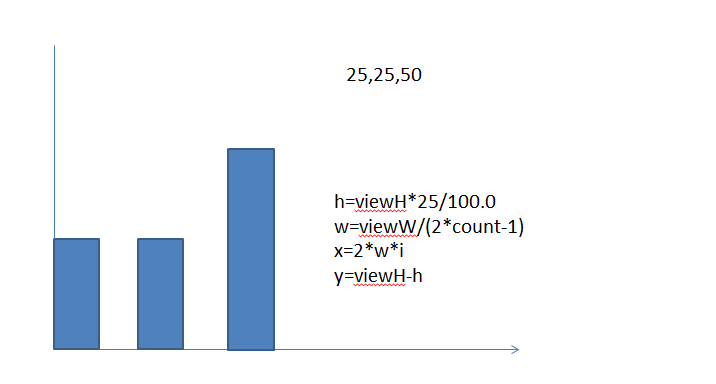 25,25,50
h=viewH*25/100.0
w=viewW/(2*count-1)
x=2*w*i
y=viewH-h